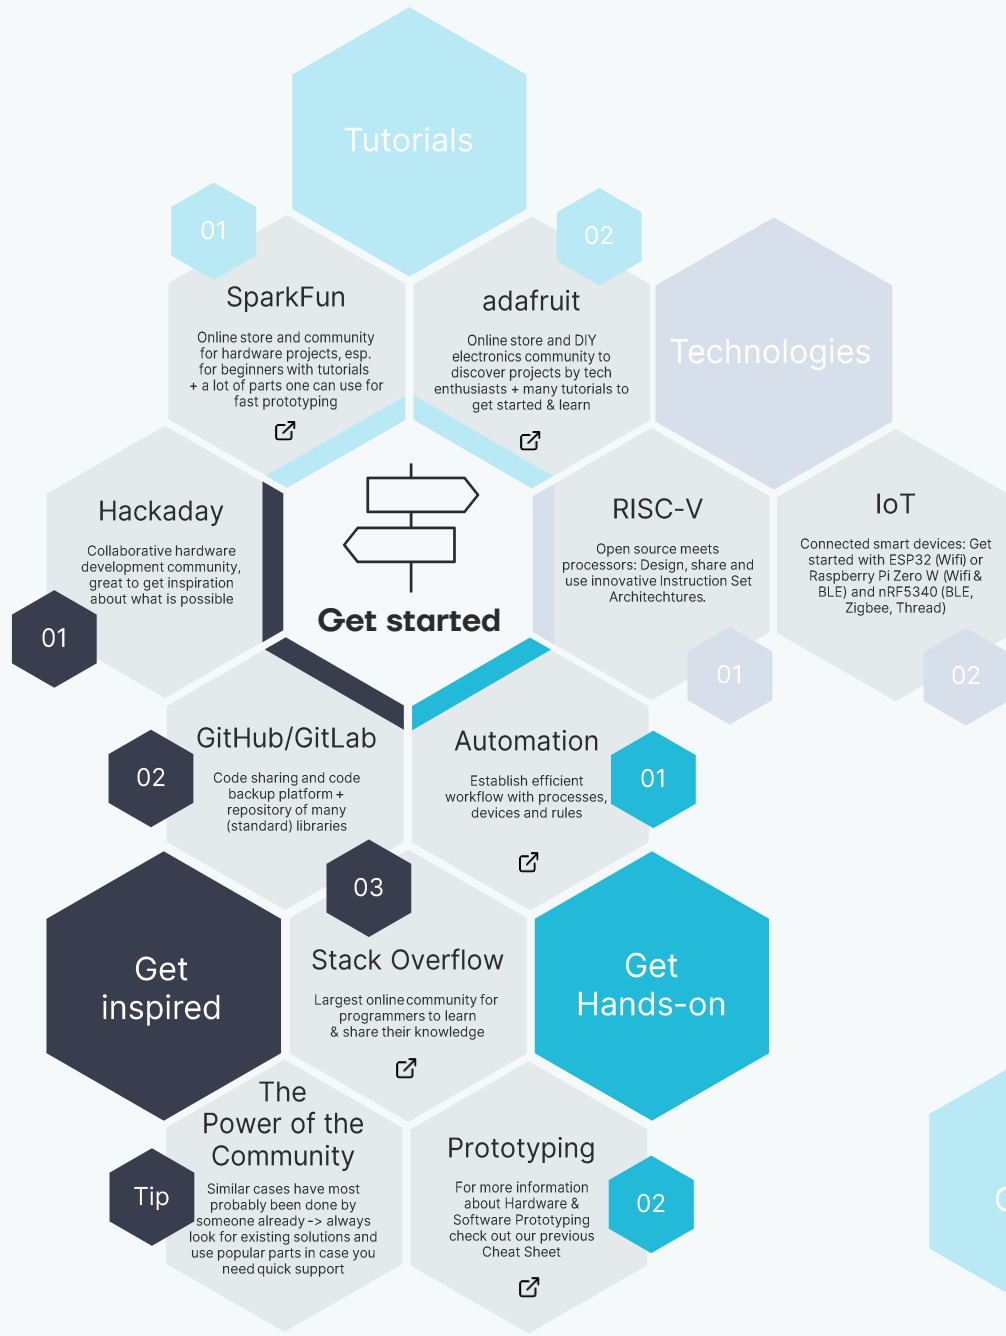 Tutorials
01
SparkFun
Online store and community
for hardware projects, esp.
for beginners with tutorials
+ a lot of parts one can use for
fast prototyping
02
adafruit
Online store and DIY
electronics community to
discover projects by tech
enthusiasts + many tutorials to
get started & learn
Technologies
Hackaday
Collaborative hardware
development community,
great to get inspiration
about what is possible
01
Get started
RISC-V
Open source meets
processors: Design, share and
use innovative Instruction Set
Architechtures.
01
IoT
Connected smart devices: Get
started with ESP32 (Wifi) or
Raspberry Pi Zero W (Wifi &
BLE) and nRF5340 (BLE,
Zigbee, Thread)
02
GitHub/GitLab
Code sharing and code
backup platform +
repository of many
(standard) libraries
02
Automation
Establish efficient
workflow with processes,
devices and rules
01
03
Get
inspired
Stack Overflow
Largest online community for
programmers to learn
& share their knowledge
Get
Hands-on
The
Power of the
Community
Similar cases have most
probably been done by
someone already -> always
look for existing solutions and
use popular parts in case you
need quick support
Tip
Prototyping
For more information
about Hardware &
Software Prototyping
check out our previous
Cheat Sheet
02